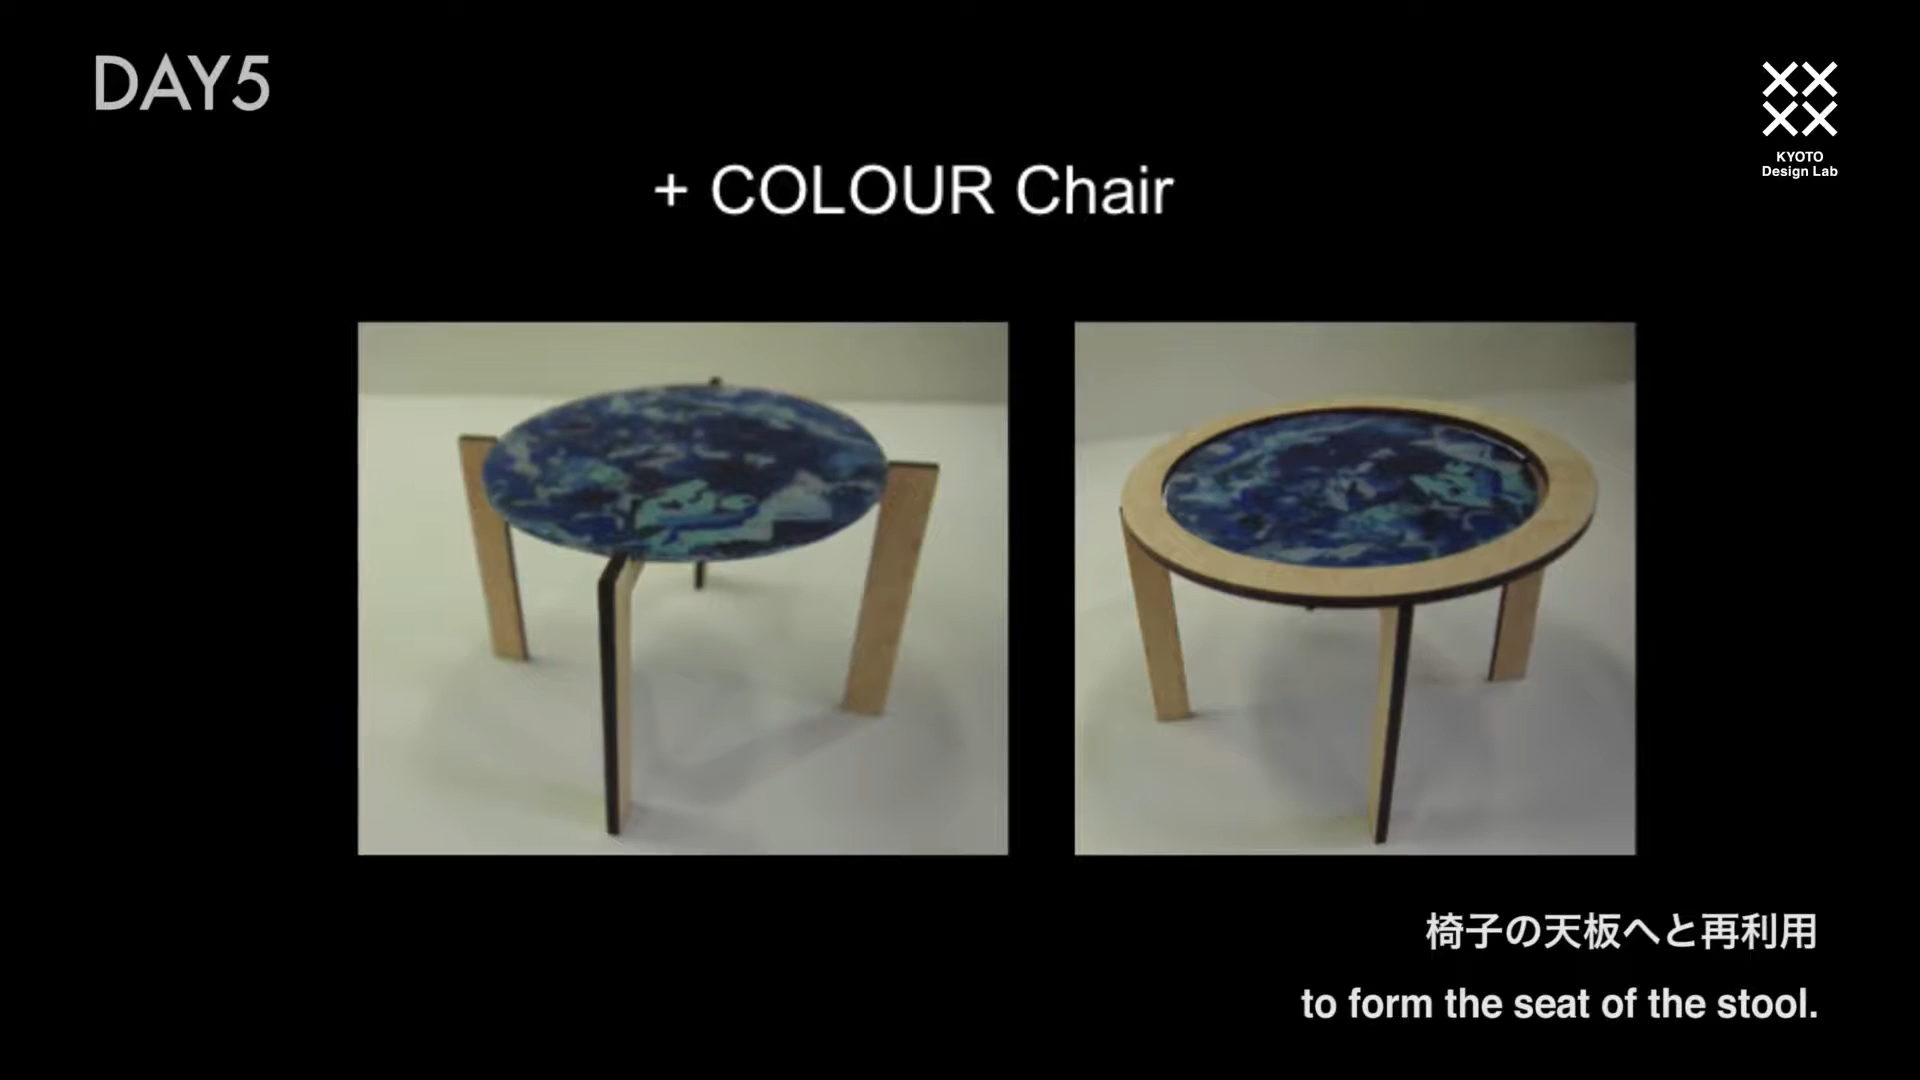 DAY5
KYOTO
Design Lab
+ COLOUR Chair
椅子の天板へと再利用
to form the seat of the stool.